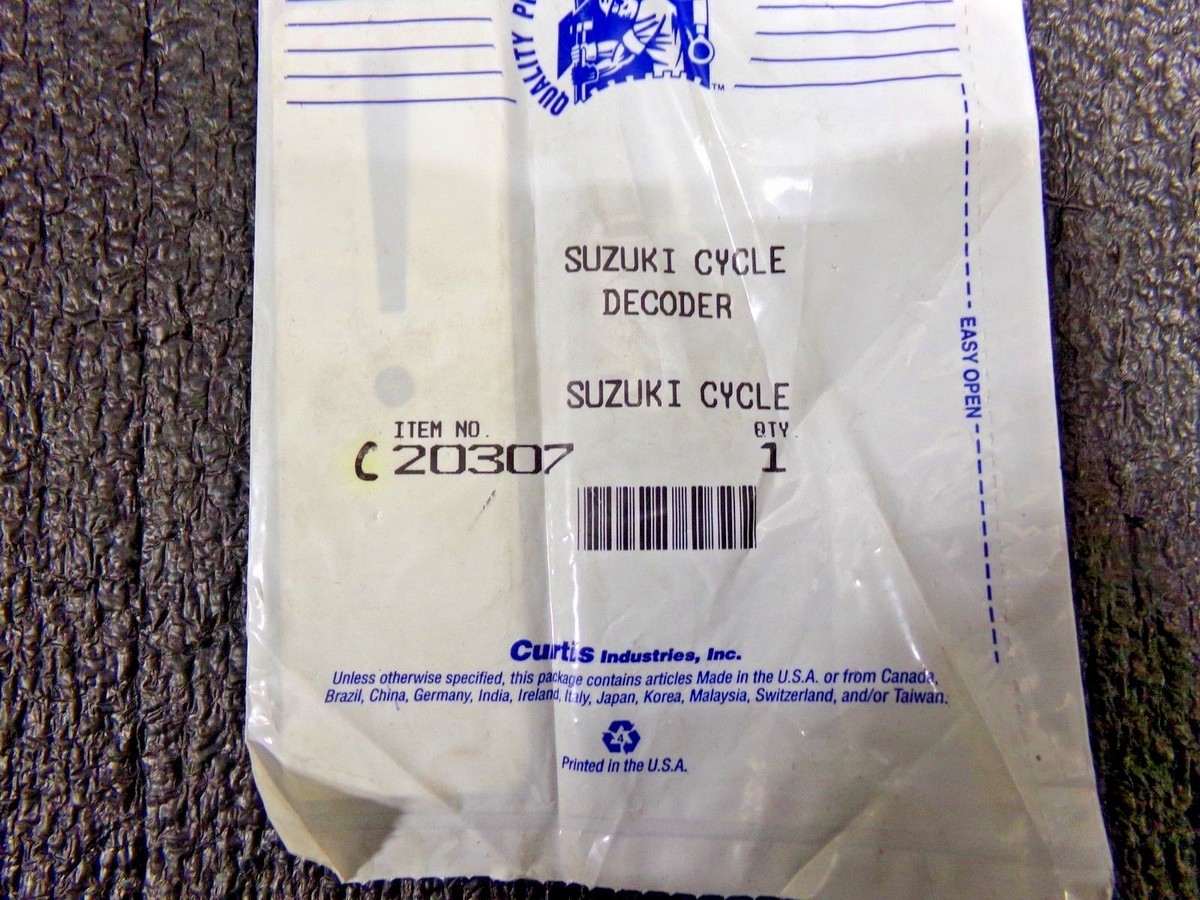 QUALITY
TM
SUZUKI CYCLE
DECODER
SUZUKI CYCLE
ITEM NO. QTY.
C 20307 1
EASY OPEN
Curtis Industries, Inc.
Unless otherwise specified, this package contains articles Made in the U.S.A. or from Canada,
Brazil, China, Germany, India, Ireland, Italy, Japan, Korea, Malaysia, Switzerland, and/or Taiwan.
4
Printed in the U.S.A.